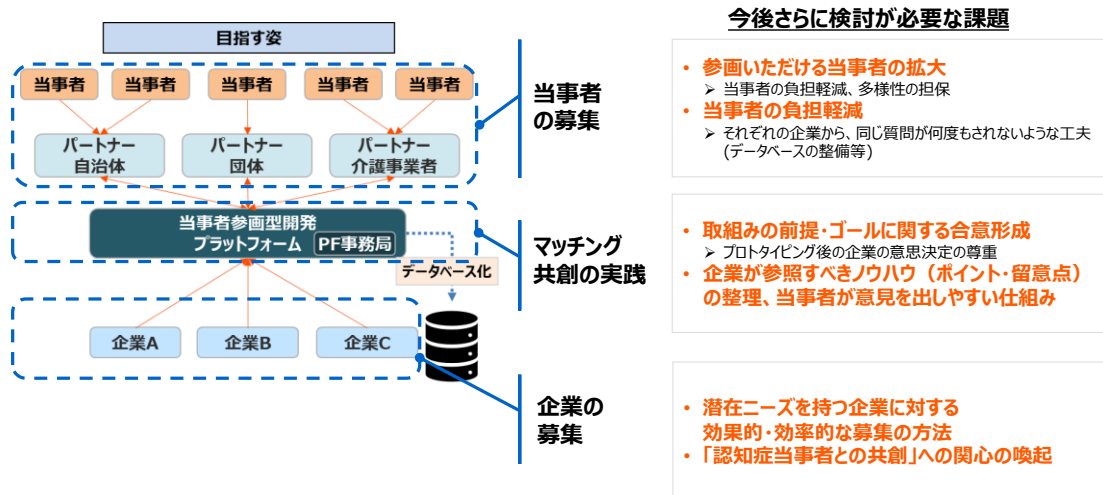 目指す姿
当事者 当事者 当事者 当事者 当事者
パートナー
自治体
パートナー
団体
パートナー
介護事業者
当事者参画型開発
プラットフォーム PF事務局
データベース化
企業A 企業B 企業C
当事者
の募集
マッチング
共創の実践
企業の
募集
今後さらに検討が必要な課題
• 参画いただける当事者の拡大
➢ 当事者の負担軽減、多様性の担保
• 当事者の負担軽減
➢ それぞれの企業から、同じ質問が何度もされないような工夫
(データベースの整備等)
• 取組みの前提・ゴールに関する合意形成
➢ プロトタイピング後の企業の意思決定の尊重
• 企業が参照すべきノウハウ（ポイント・留意点）
の整理、当事者が意見を出しやすい仕組み
• 潜在ニーズを持つ企業に対する
効果的・効率的な募集の方法
• 「認知症当事者との共創」への関心の喚起